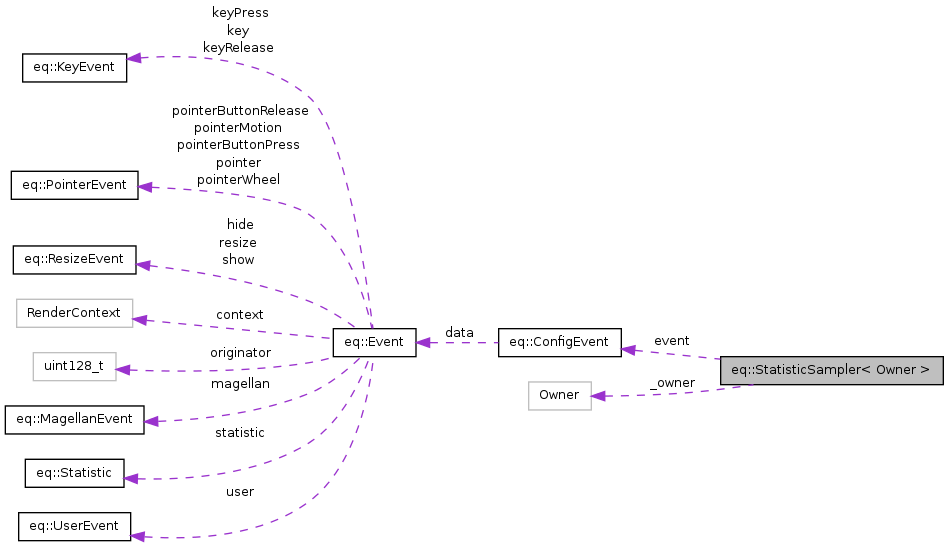 keyPress
key
keyRelease
eq::KeyEvent
pointerButtonRelease
pointerMotion
pointerButtonPress
pointer
pointerWheel
eq::PointerEvent
hide
resize
show
eq::ResizeEvent
RenderContext
context
uint128_t
originator
magellan
eq::MagellanEvent
statistic
eq::Statistic
user
eq::UserEvent
eq::Event
data
eq::ConfigEvent
event
_owner
Owner
eq::StatisticSampler< Owner >